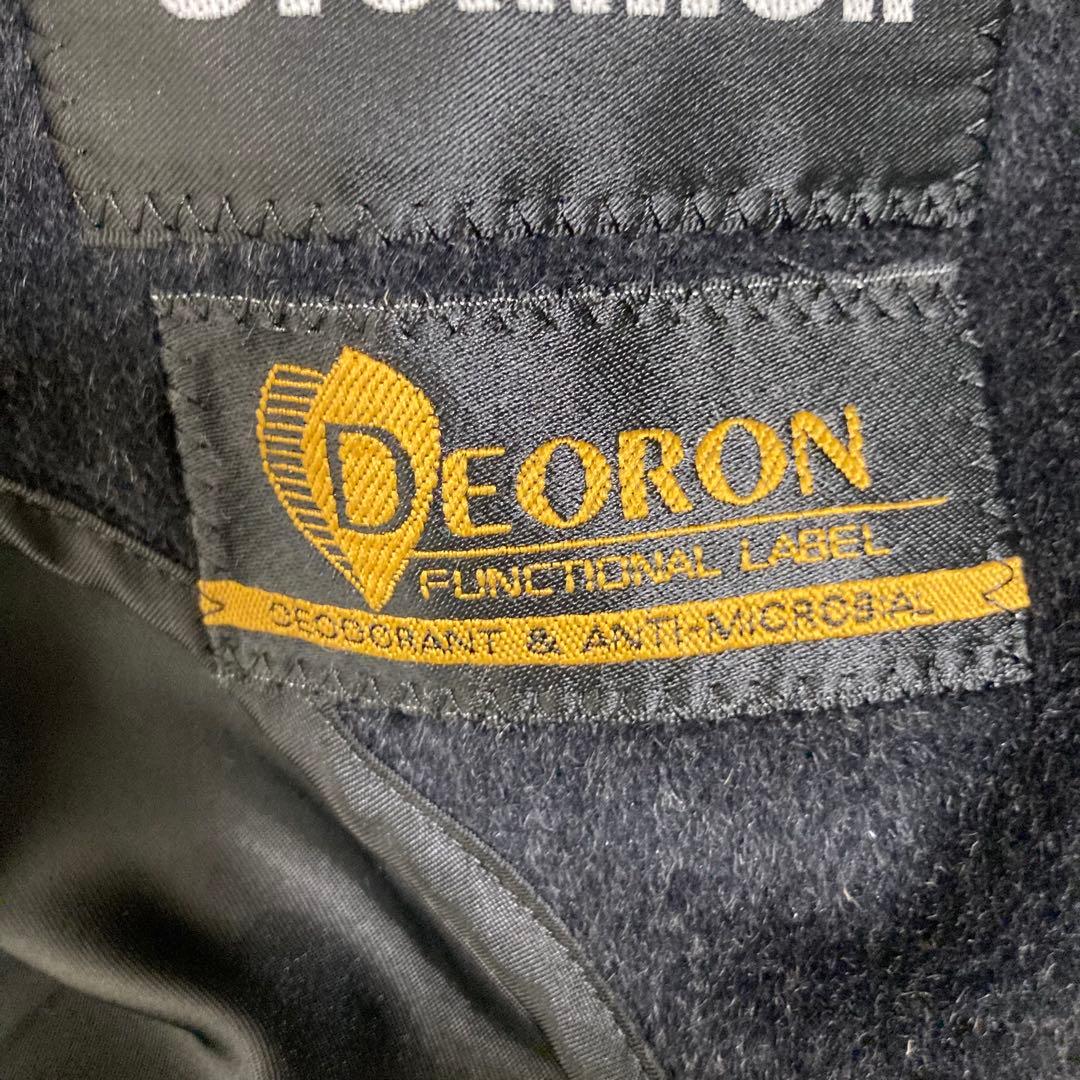 DEORON
FUNCTIONAL LABEL
DEODORANT & ANTI-MICROBIAL